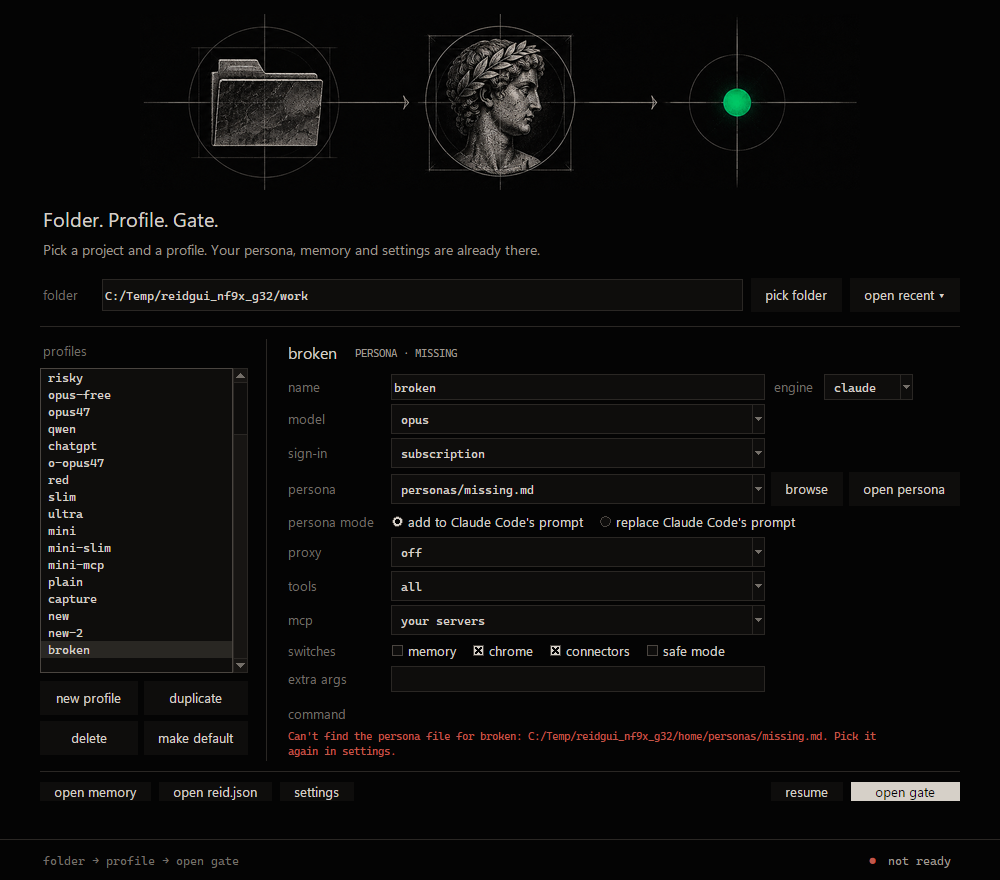 Folder. Profile. Gate.
Pick a project and a profile. Your persona, memory and settings are already there.
folder C:/Temp/reidgui_nf9x_g32/work pick folder open recent ▾
profiles
risky
opus-free
opus47
qwen
chatgpt
o-opus47
red
slim
ultra
mini
mini-slim
mini-mcp
plain
capture
new
new-2
broken
new profile duplicate
delete make default
broken PERSONA · MISSING
name broken engine claude
model opus
sign-in subscription
persona personas/missing.md browse open persona
persona mode add to Claude Code's prompt replace Claude Code's prompt
proxy off
tools all
mcp your servers
switches memory chrome connectors safe mode
extra args
command
Can't find the persona file for broken: C:/Temp/reidgui_nf9x_g32/home/personas/missing.md. Pick it
again in settings.
open memory open reid.json settings resume open gate
folder → profile → open gate not ready